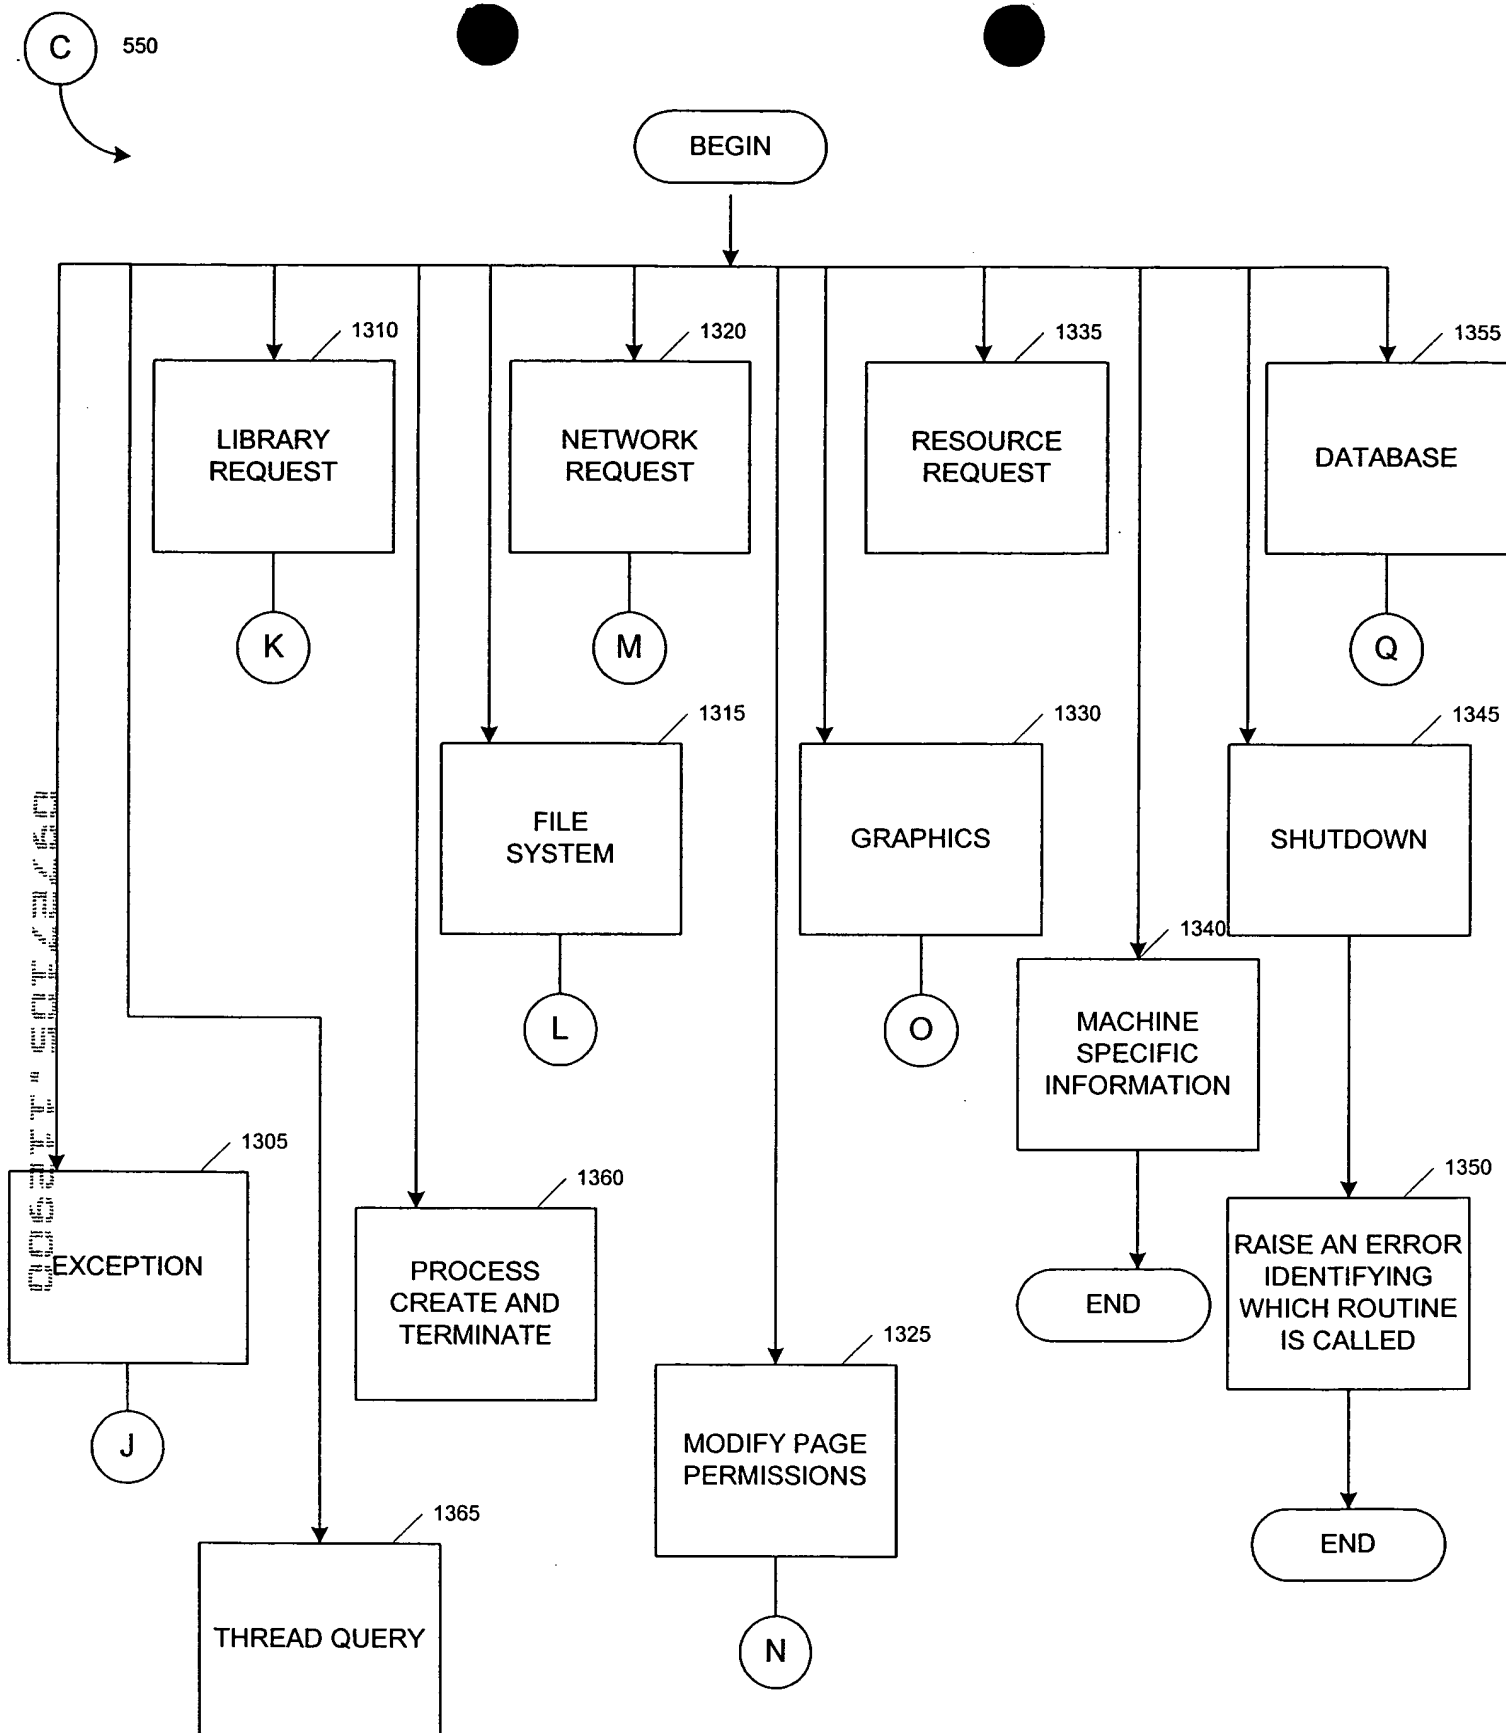 C
550
BEGIN
1310
LIBRARY
REQUEST
K
1320
NETWORK
REQUEST
M
1335
RESOURCE
REQUEST
1355
DATABASE
Q
1315
FILE
SYSTEM
L
1330
GRAPHICS
O
1345
SHUTDOWN
1340
MACHINE
SPECIFIC
INFORMATION
END
1305
EXCEPTION
J
1360
PROCESS
CREATE AND
TERMINATE
1325
MODIFY PAGE
PERMISSIONS
N
1350
RAISE AN ERROR
IDENTIFYING
WHICH ROUTINE
IS CALLED
END
1365
THREAD QUERY